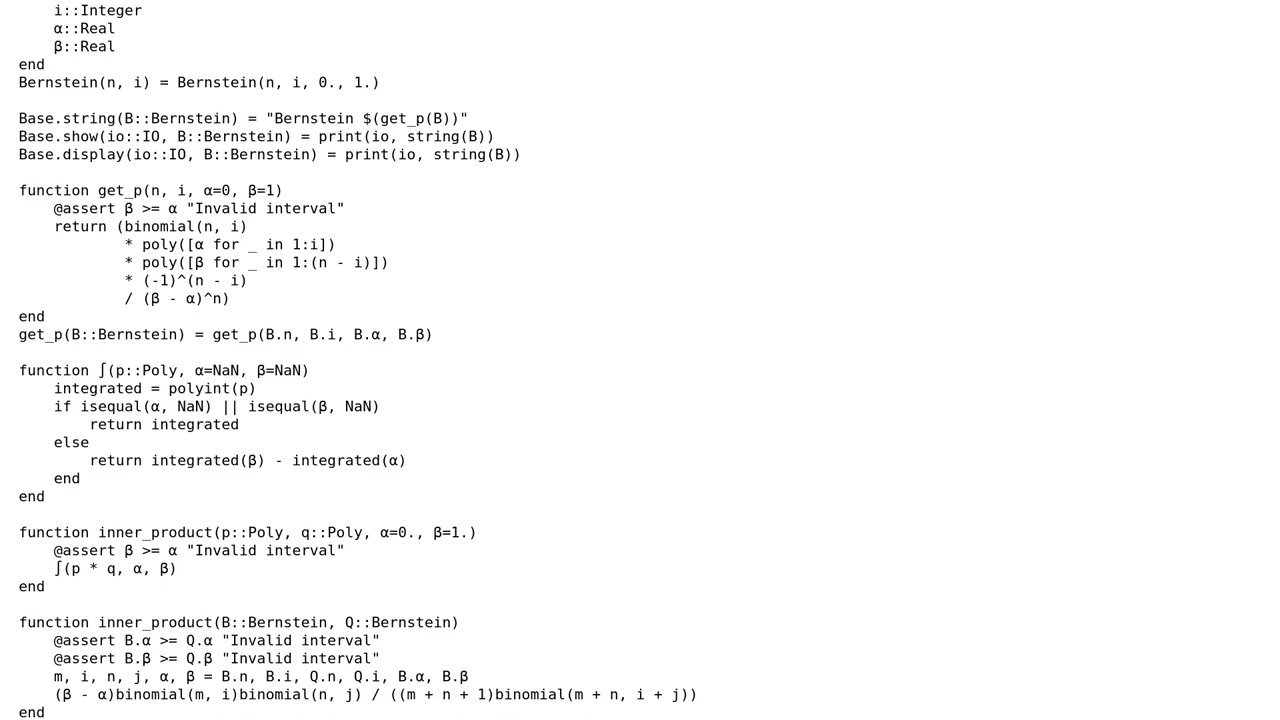 i::Integer
    α::Real
    β::Real
end
Bernstein(n, i) = Bernstein(n, i, 0., 1.)

Base.string(B::Bernstein) = "Bernstein $(get_p(B))"
Base.show(io::IO, B::Bernstein) = print(io, string(B))
Base.display(io::IO, B::Bernstein) = print(io, string(B))

function get_p(n, i, α=0, β=1)
    @assert β >= α "Invalid interval"
    return (binomial(n, i)
            * poly([α for _ in 1:i])
            * poly([β for _ in 1:(n - i)])
            * (-1)^(n - i)
            / (β - α)^n)
end
get_p(B::Bernstein) = get_p(B.n, B.i, B.α, B.β)

function ∫(p::Poly, α=NaN, β=NaN)
    integrated = polyint(p)
    if isequal(α, NaN) || isequal(β, NaN)
        return integrated
    else
        return integrated(β) - integrated(α)
    end
end

function inner_product(p::Poly, q::Poly, α=0., β=1.)
    @assert β >= α "Invalid interval"
    ∫(p * q, α, β)
end

function inner_product(B::Bernstein, Q::Bernstein)
    @assert B.α >= Q.α "Invalid interval"
    @assert B.β >= Q.β "Invalid interval"
    m, i, n, j, α, β = B.n, B.i, Q.n, Q.i, B.α, B.β
    (β - α)binomial(m, i)binomial(n, j) / ((m + n + 1)binomial(m + n, i + j))
end